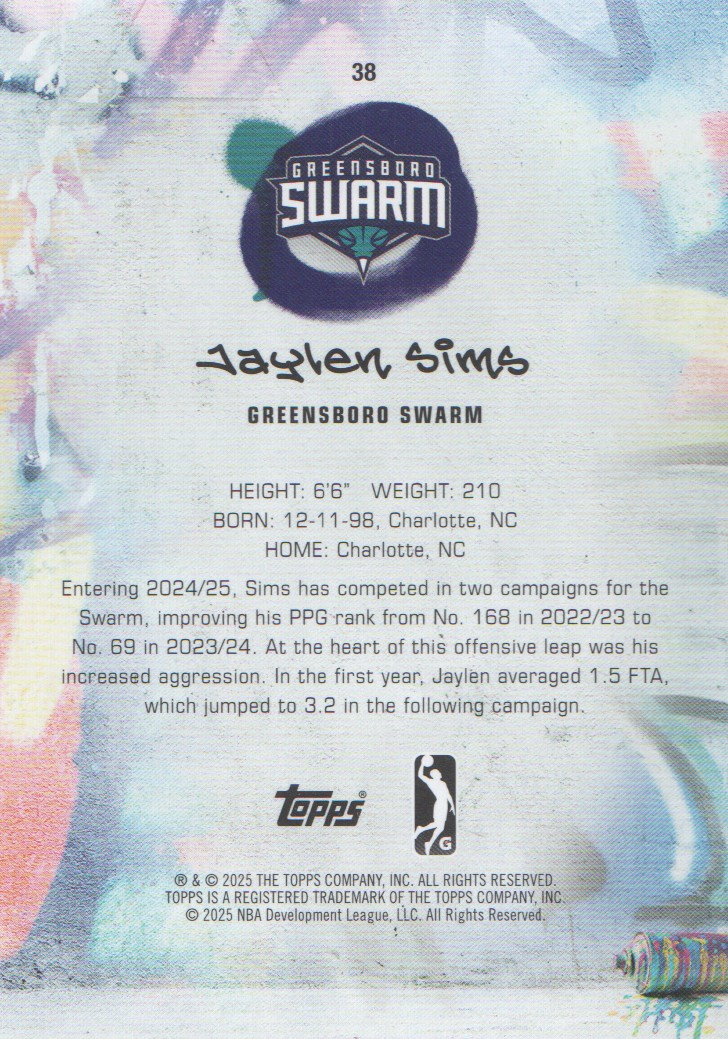 38
GREENSBORO
SWARM
Jaylen Sims
GREENSBORO SWARM
HEIGHT: 6'6" WEIGHT: 210
BORN: 12-11-98, Charlotte, NC
HOME: Charlotte, NC
Entering 2024/25, Sims has competed in two campaigns for the
Swarm, improving his PPG rank from No. 168 in 2022/23 to
No. 69 in 2023/24. At the heart of this offensive leap was his
increased aggression. In the first year, Jaylen averaged 1.5 FTA,
which jumped to 3.2 in the following campaign.
Topps®
G
® & © 2025 THE TOPPS COMPANY, INC. ALL RIGHTS RESERVED.
TOPPS IS A REGISTERED TRADEMARK OF THE TOPPS COMPANY, INC.
© 2025 NBA Development League, LLC. All Rights Reserved.